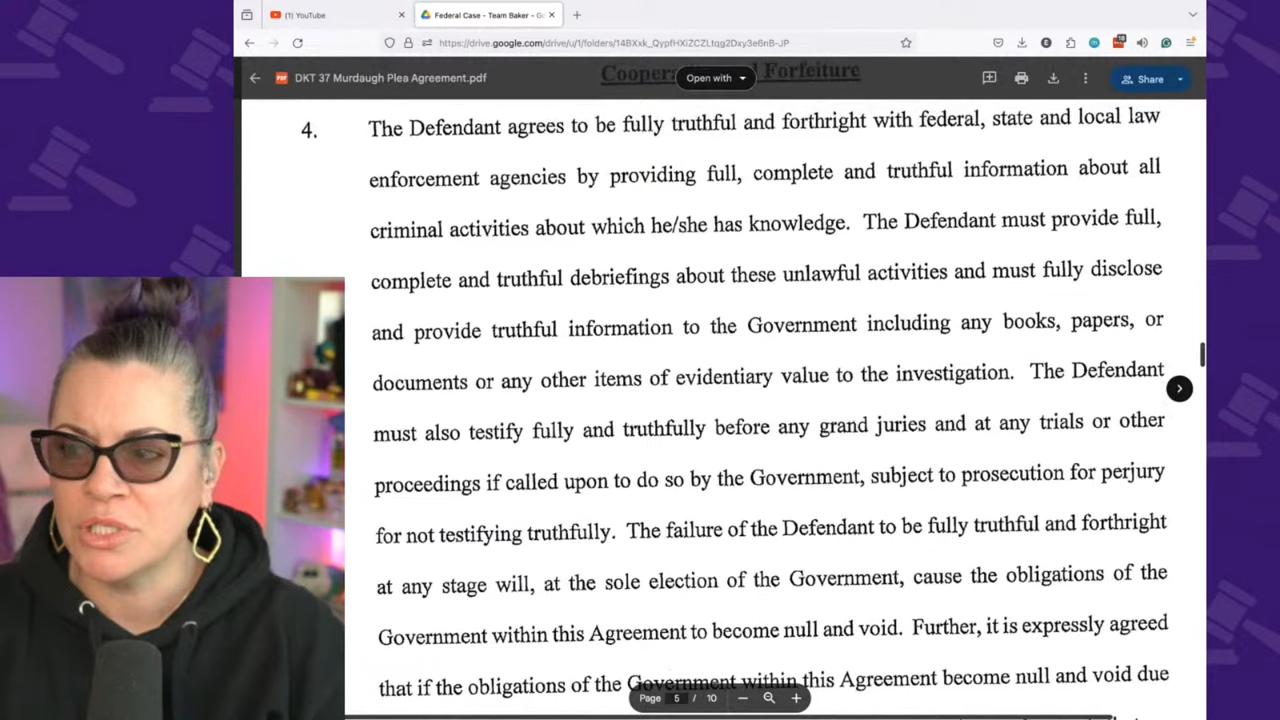 (1) YouTube
Federal Case - Team Baker - Go
https://drive.google.com/drive/u/1/folders/14BXxk_QypfHXiZCZLtqg2Dxy3e6nB-JP
18
DKT 37 Murdaugh Plea Agreement.pdf
Open with
Share
Forfeiture
4. The Defendant agrees to be fully truthful and forthright with federal, state and local law
enforcement agencies by providing full, complete and truthful information about all
criminal activities about which he/she has knowledge. The Defendant must provide full,
complete and truthful debriefings about these unlawful activities and must fully disclose
and provide truthful information to the Government including any books, papers, or
documents or any other items of evidentiary value to the investigation. The Defendant
must also testify fully and truthfully before any grand juries and at any trials or other
proceedings if called upon to do so by the Government, subject to prosecution for perjury
for not testifying truthfully. The failure of the Defendant to be fully truthful and forthright
at any stage will, at the sole election of the Government, cause the obligations of the
Government within this Agreement to become null and void. Further, it is expressly agreed
that if the obligations of the Government within this Agreement become null and void due
Page 5 / 10